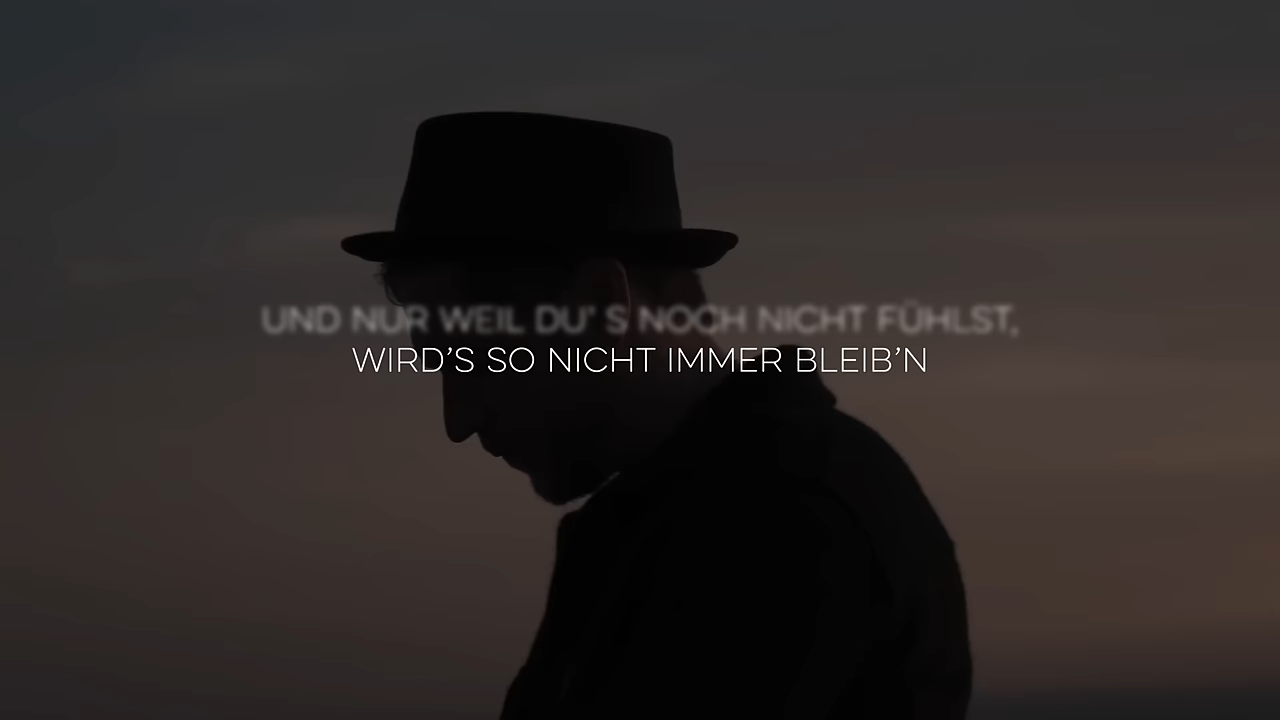 UND NUR WEIL DU' S NOCH NICHT FÜHLST,
WIRD’S SO NICHT IMMER BLEIB’N